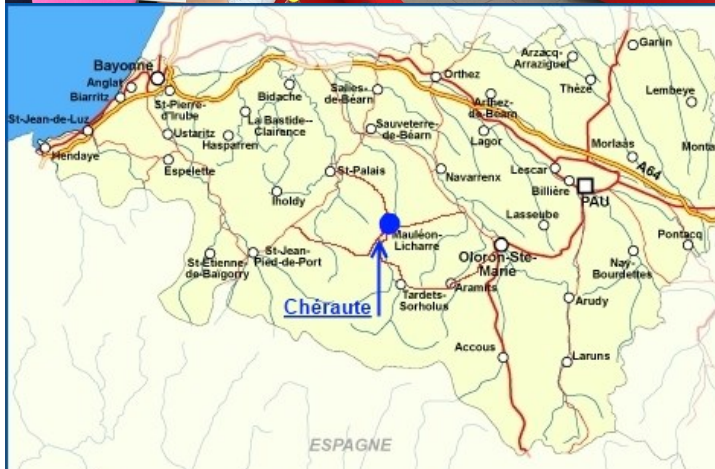 Bayonne
Anglat
Biarritz
St-Jean-de-Luz
Hendaye
St-Pierre-
d'Irube
Ustaritz
Espelette
Bidache
La Bastide--
Clairence
Hasparren
Salies-
de-Béarn
Sauveterre-
de-Béarn
St-Palais
Iholdy
St-Etienne-
de-Baïgorry
St-Jean-
Pied-de-Port
Orthez
Arthez-
de-Béarn
Lagor
Navarrenx
Arzacq-
Arraziguet
Thèze
Garlin
Lembeye
Morlaàs
A64
Monta
Lescar
Billière
PAU
Lasseube
Pontacq
Nay-
Bourdettes
Mauléon-
Licharre
Oloron-Ste-
Marie
Chéraute
Tardets-
Sorholus
Aramits
Arudy
Accous
Laruns
ESPAGNE